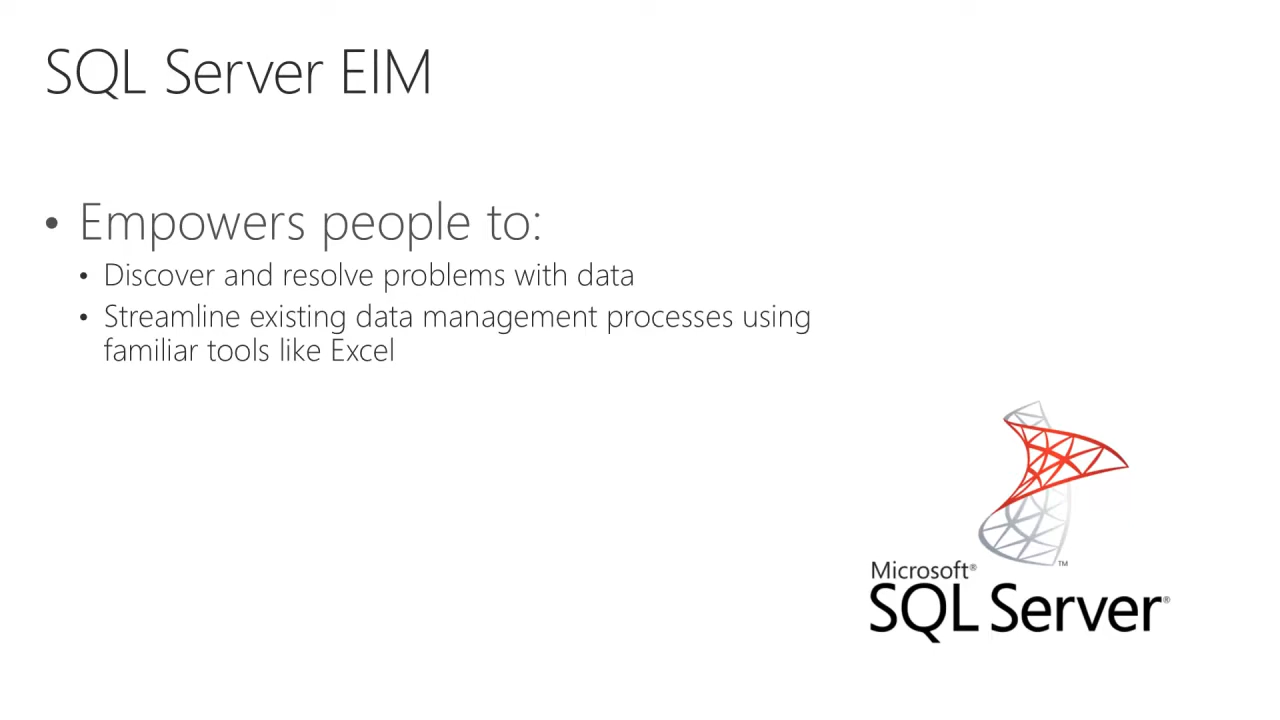 SQL Server EIM
• Empowers people to:
• Discover and resolve problems with data
• Streamline existing data management processes using
familiar tools like Excel
™
Microsoft®
SQL Server®